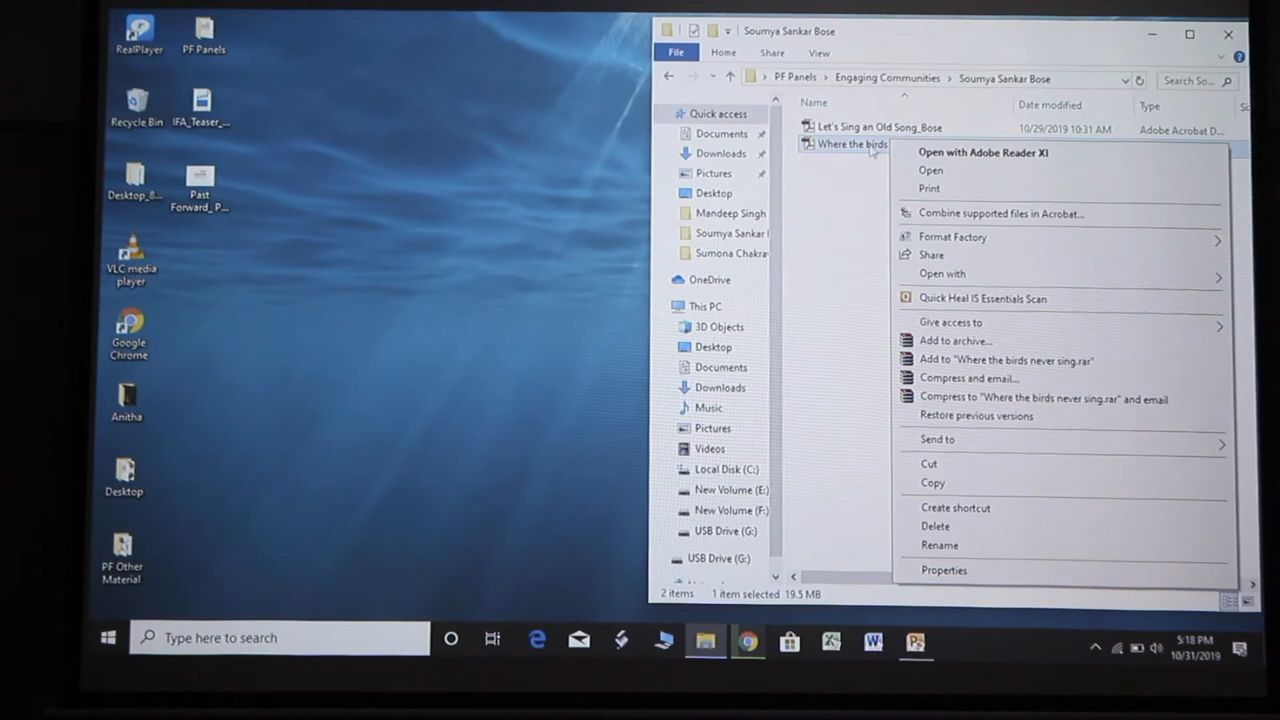 RealPlayer
PF Panels
Recycle Bin
IFA_Teaser_...
Desktop_8...
Past
Forward_ P...
VLC media
player
Google
Chrome
Anitha
Desktop
PF Other
Material
Soumya Sankar Bose
File Home Share View
PF Panels Engaging Communities Soumya Sankar Bose
Search So...
Name Date modified Type
Let's Sing an Old Song_Bose 10/29/2019 10:31 AM Adobe Acrobat D...
Where the birds
Quick access
Documents
Downloads
Pictures
Desktop
Mandeep Singh
Soumya Sankar
Sumona Chakra
OneDrive
This PC
3D Objects
Desktop
Documents
Downloads
Music
Pictures
Videos
Local Disk (C:)
New Volume (E:)
New Volume (F:)
USB Drive (G:)
USB Drive (G:)
2 items 1 item selected 19.5 MB
Open with Adobe Reader XI
Open
Print
Combine supported files in Acrobat...
Format Factory
Share
Open with
Quick Heal IS Essentials Scan
Give access to
Add to archive...
Add to "Where the birds never sing.rar"
Compress and email...
Compress to "Where the birds never sing.rar" and email
Restore previous versions
Send to
Cut
Copy
Create shortcut
Delete
Rename
Properties
Type here to search
5:18 PM
10/31/2019